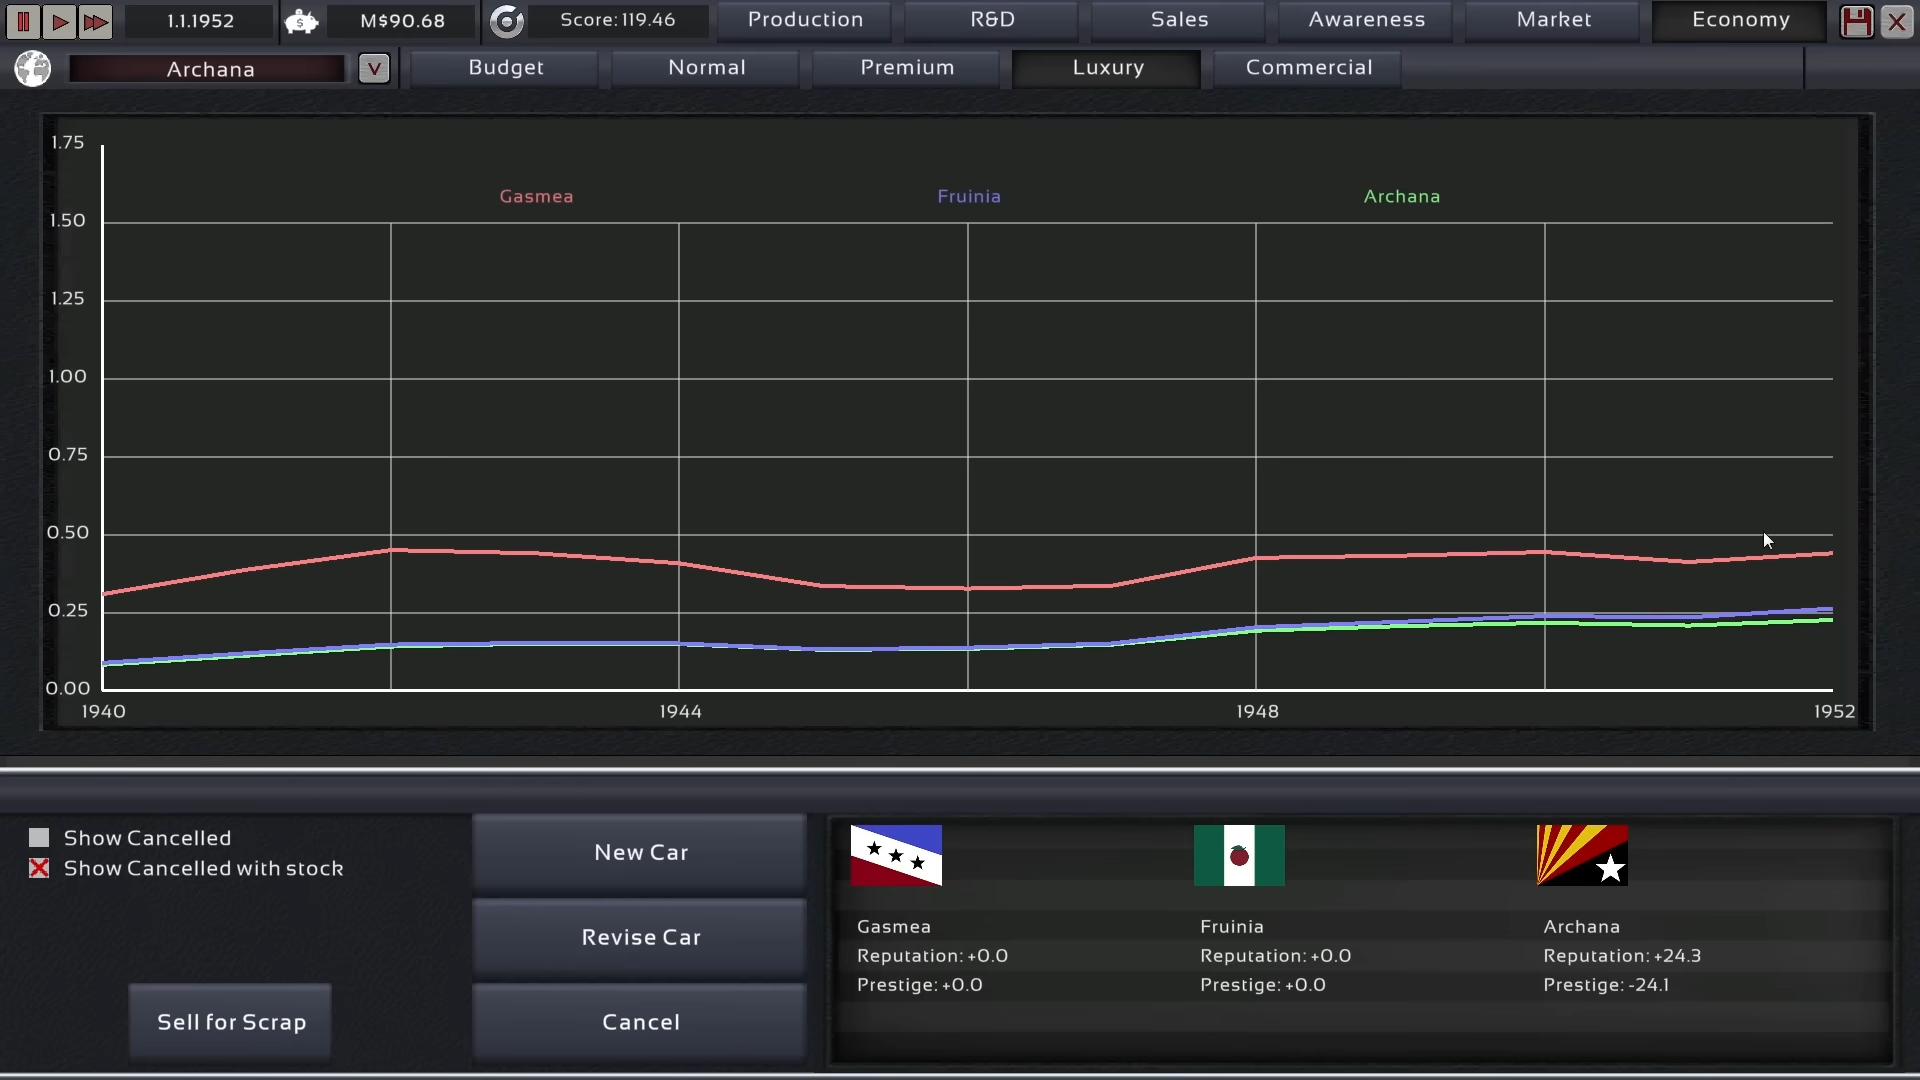 1.1.1952
M$90.68
Score: 119.46
Production
R&D
Sales
Awareness
Market
Economy
Archana
V
Budget
Normal
Premium
Luxury
Commercial
1.75
1.50
1.25
1.00
0.75
0.50
0.25
0.00
Gasmea
Fruinia
Archana
1940
1944
1948
1952
Show Cancelled
Show Cancelled with stock
Sell for Scrap
New Car
Revise Car
Cancel
Gasmea
Reputation: +0.0
Prestige: +0.0
Fruinia
Reputation: +0.0
Prestige: +0.0
Archana
Reputation: +24.3
Prestige: -24.1